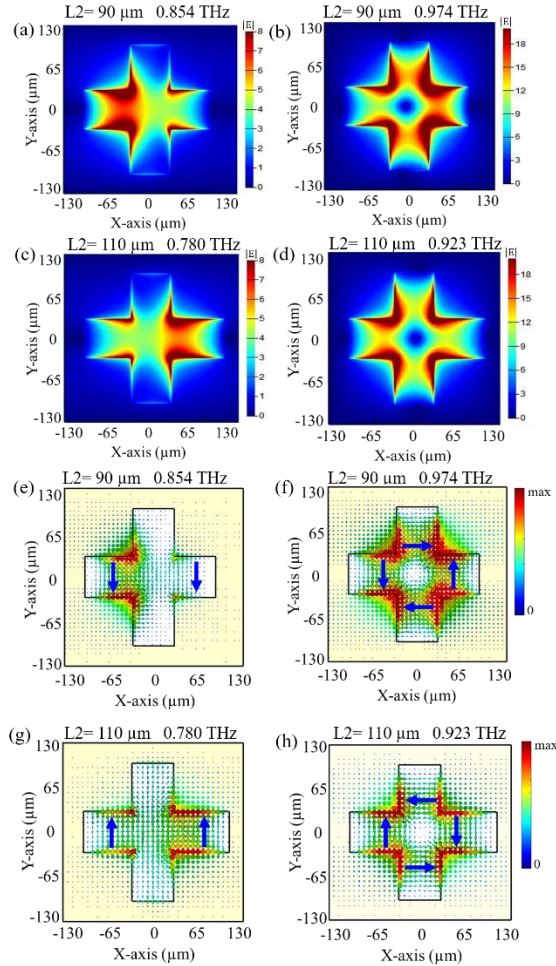 L2= 90 µm 0.854 THz
L2= 90 µm 0.974 THz
(a)
(b)
|E|
|E|
130
65
0
-65
-130
Y-axis (µm)
8
7
6
5
4
3
2
1
0
130
65
0
-65
-130
Y-axis (µm)
18
15
12
9
6
3
0
-130 -65 0 65 130
-130 -65 0 65 130
X-axis (µm)
X-axis (µm)
L2= 110 µm 0.780 THz
L2= 110 µm 0.923 THz
(c)
(d)
|E|
|E|
130
65
0
-65
-130
Y-axis (µm)
8
7
6
5
4
3
2
1
0
130
65
0
-65
-130
Y-axis (µm)
18
15
12
9
6
3
0
-130 -65 0 65 130
-130 -65 0 65 130
X-axis (µm)
X-axis (µm)
L2= 90 µm 0.854 THz
L2= 90 µm 0.974 THz
(e)
(f)
130
65
0
-65
-130
Y-axis (µm)
130
65
0
-65
-130
Y-axis (µm)
max
0
-130 -65 0 65 130
-130 -65 0 65 130
X-axis (µm)
X-axis (µm)
L2= 110 µm 0.780 THz
L2= 110 µm 0.923 THz
(g)
(h)
130
65
0
-65
-130
Y-axis (µm)
130
65
0
-65
-130
Y-axis (µm)
max
0
-130 -65 0 65 130
-130 -65 0 65 130
X-axis (µm)
X-axis (µm)